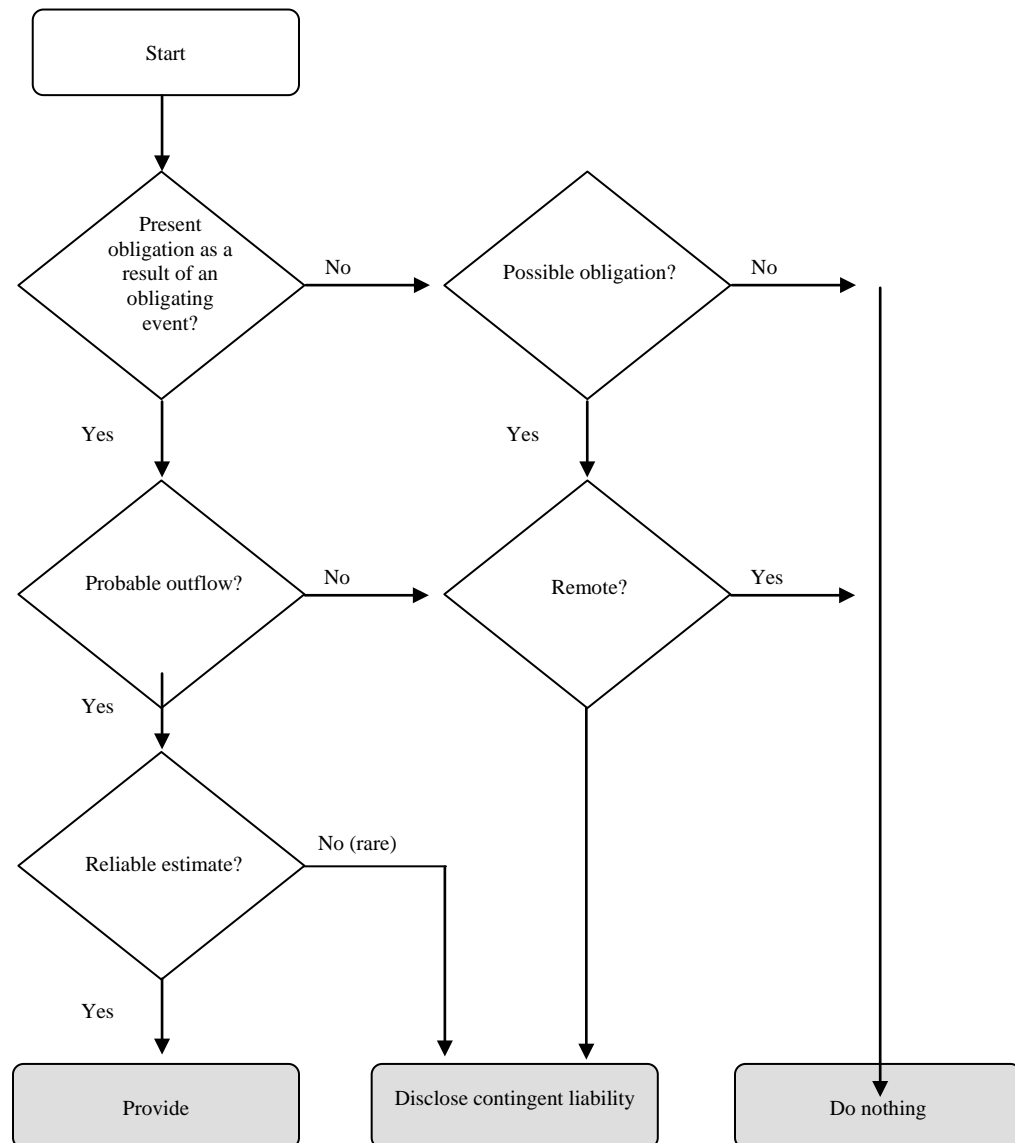 Start
Present
obligation as a
result of an
obligating
event?
No
Possible obligation?
No
Yes
Yes
Probable outflow?
No
Remote?
Yes
Yes
Reliable estimate?
No (rare)
Yes
Provide
Disclose contingent liability
Do nothing